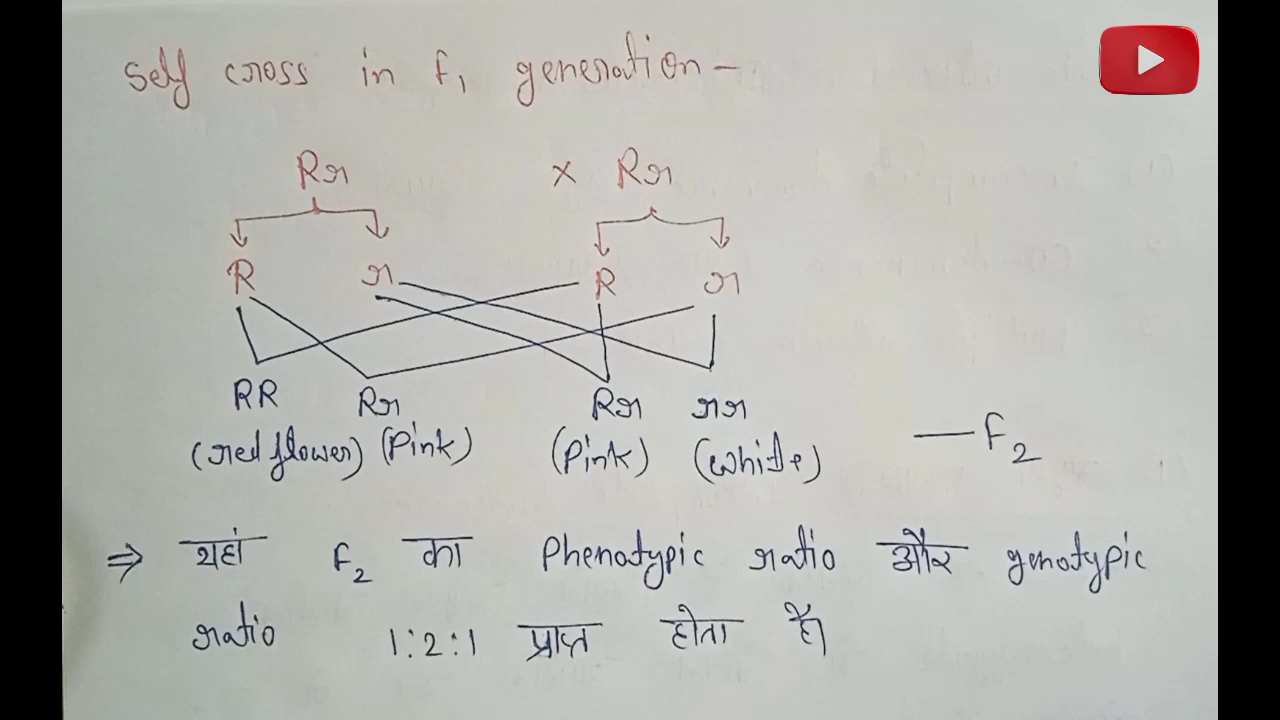 Self cross in F₁ generation –
Rr × Rr
R r R r
RR Rr Rr rr
(red flower) (Pink) (Pink) (white) — F₂
⇒ यहां F₂ का Phenotypic ratio और genotypic
ratio 1:2:1 प्राप्त होता है।